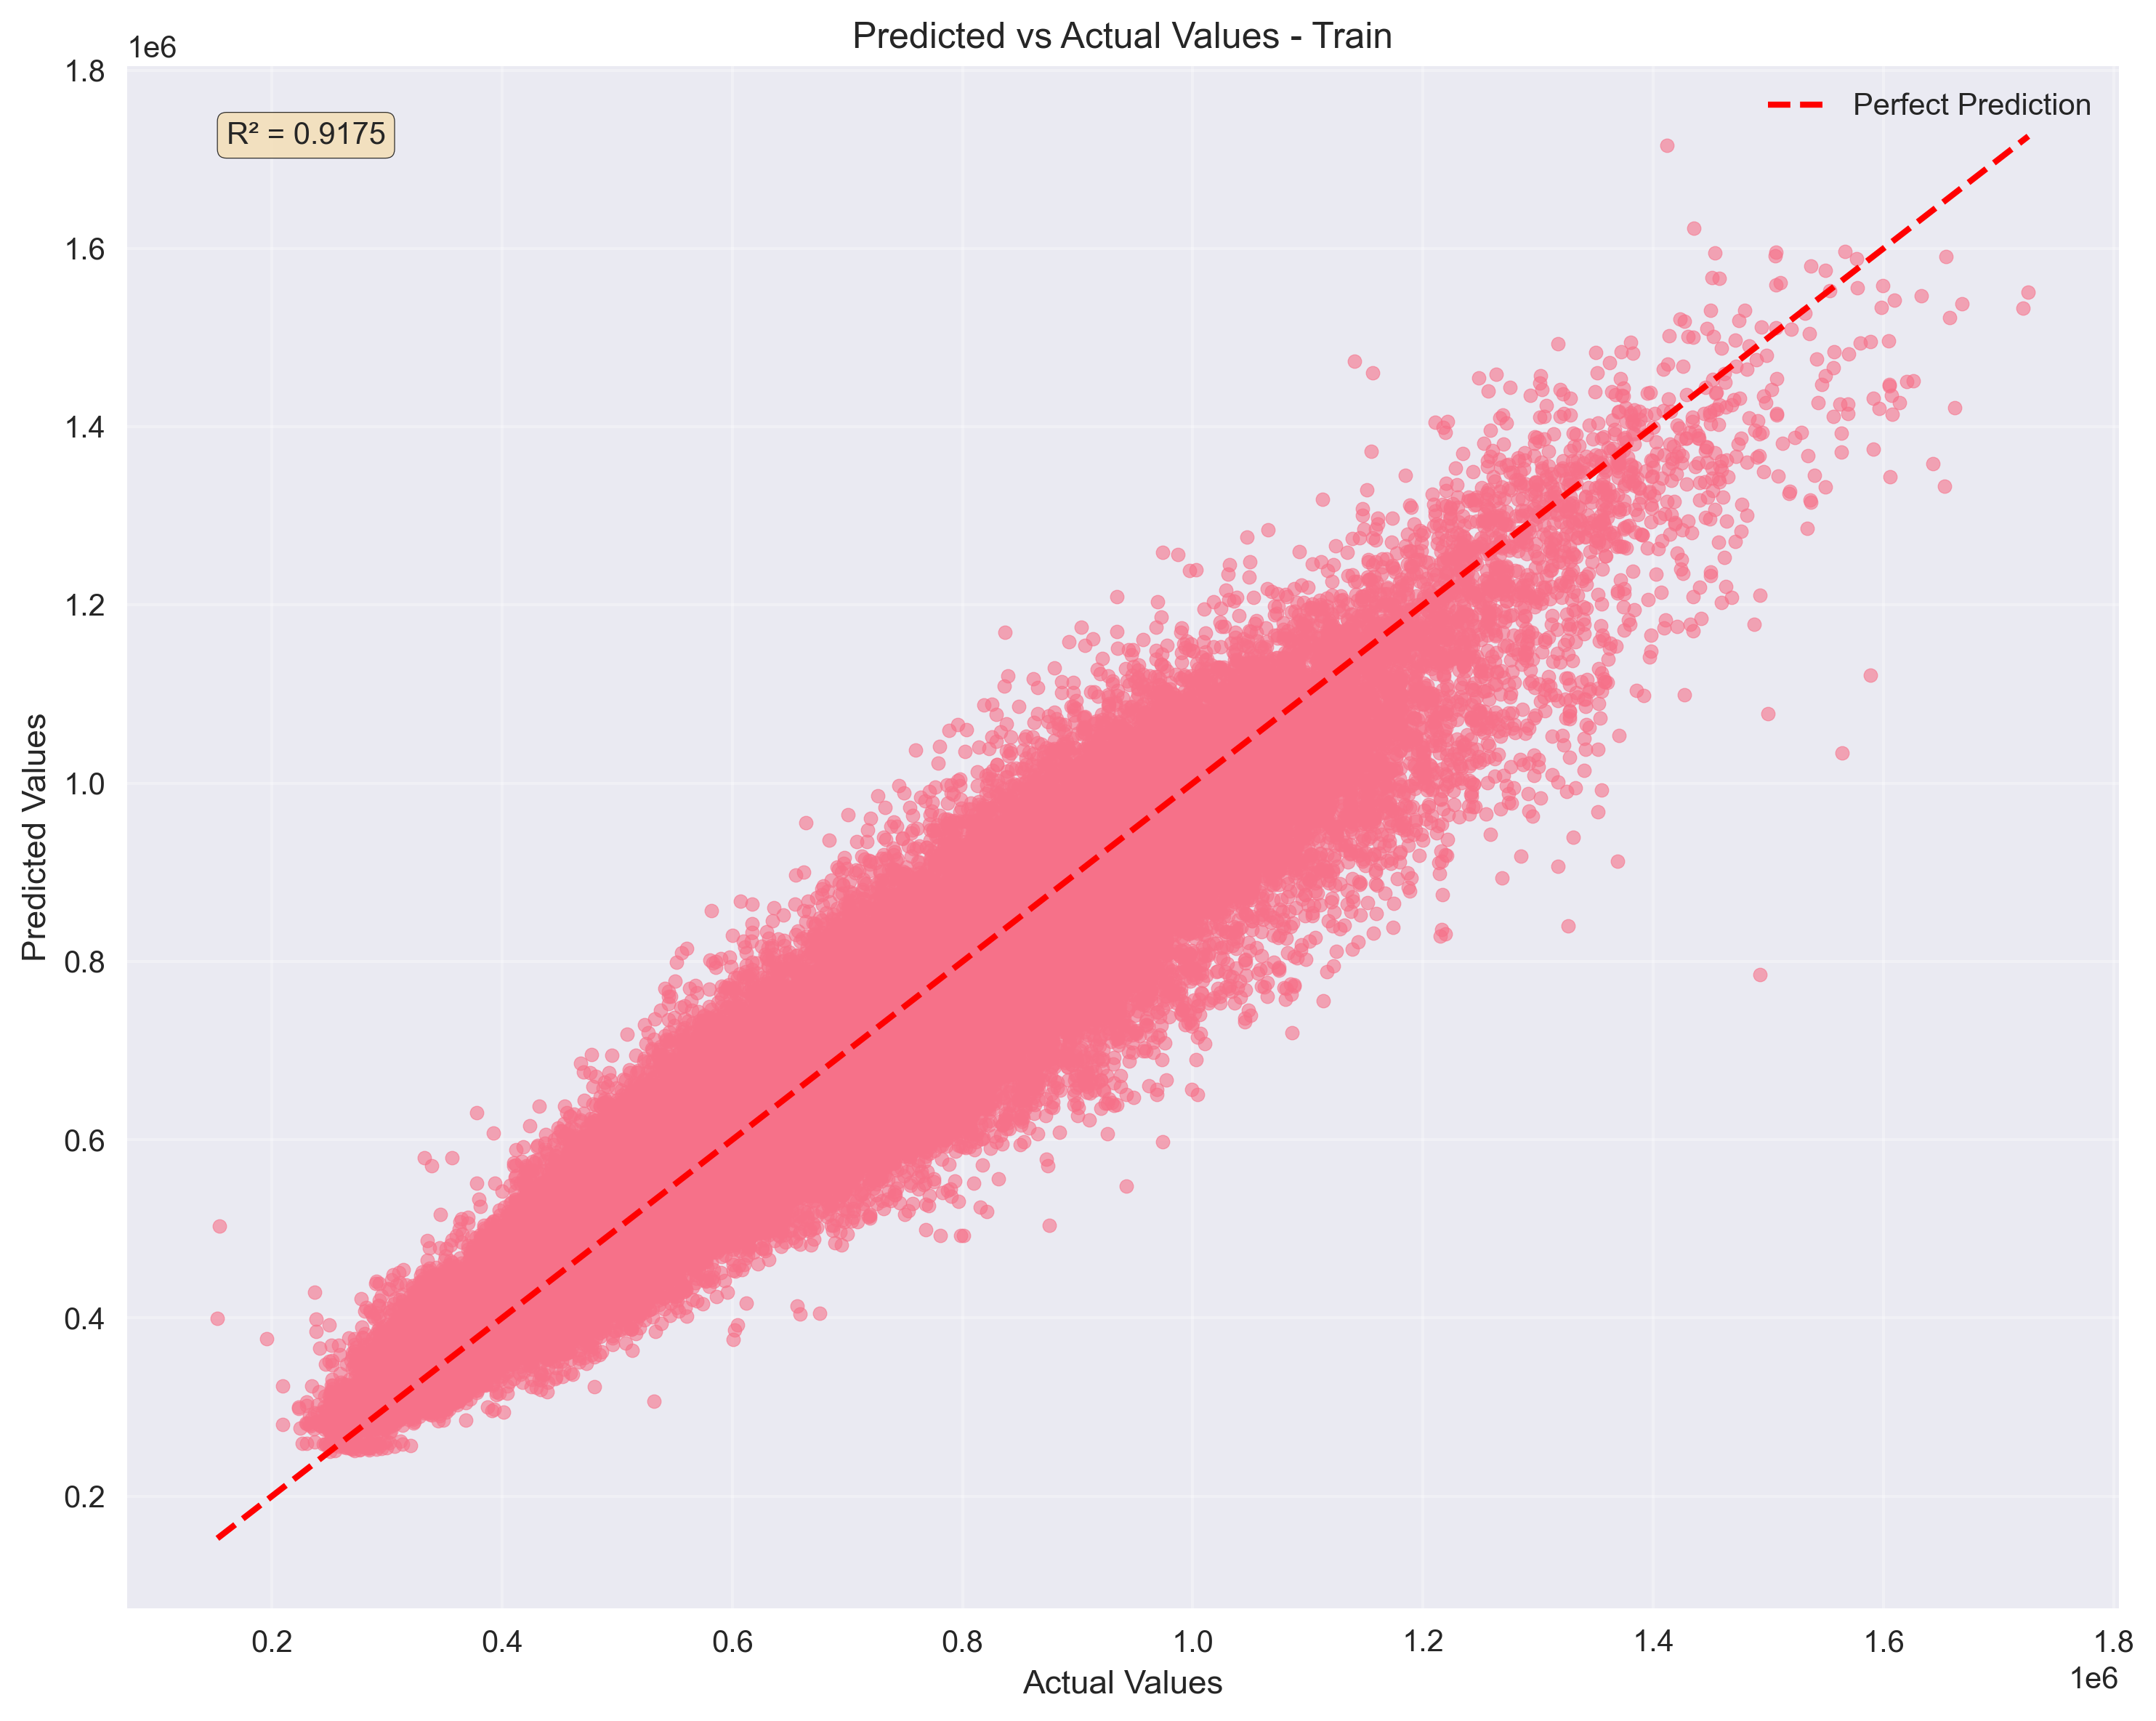 Predicted vs Actual Values - Train
1e6
1.8
1.6
1.4
1.2
1.0
0.8
0.6
0.4
0.2
R² = 0.9175
Perfect Prediction
Predicted Values
0.2 0.4 0.6 0.8 1.0 1.2 1.4 1.6 1.8
1e6
Actual Values